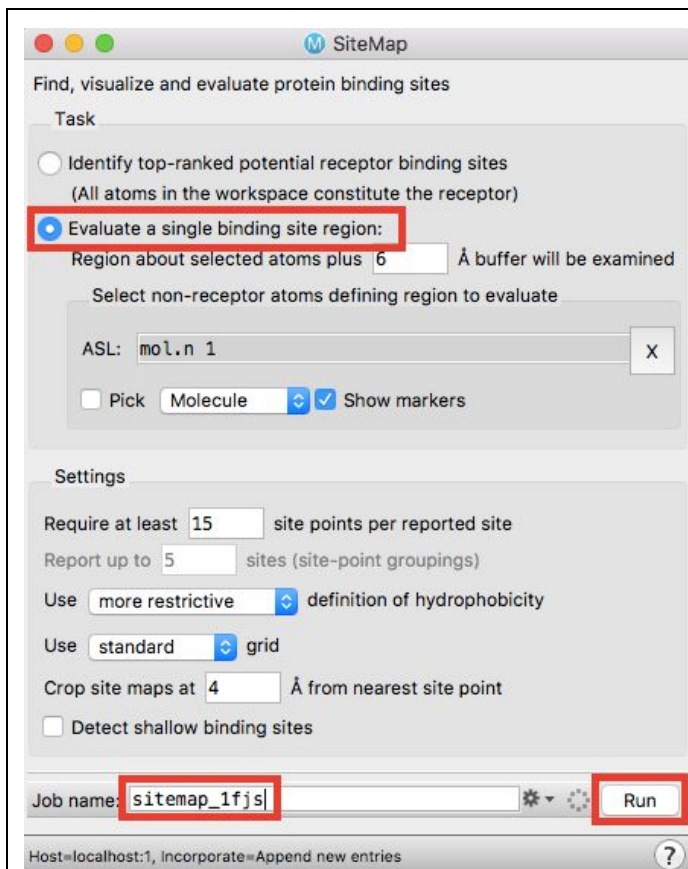 SiteMap
Find, visualize and evaluate protein binding sites
Task
Identify top-ranked potential receptor binding sites
(All atoms in the workspace constitute the receptor)
Evaluate a single binding site region:
Region about selected atoms plus 6 Å buffer will be examined
Select non-receptor atoms defining region to evaluate
ASL: mol.n 1 X
Pick Molecule Show markers
Settings
Require at least 15 site points per reported site
Report up to 5 sites (site-point groupings)
Use more restrictive definition of hydrophobicity
Use standard grid
Crop site maps at 4 Å from nearest site point
Detect shallow binding sites
Job name: sitemap_1fjs Run
Host=localhost:1, Incorporate=Append new entries ?